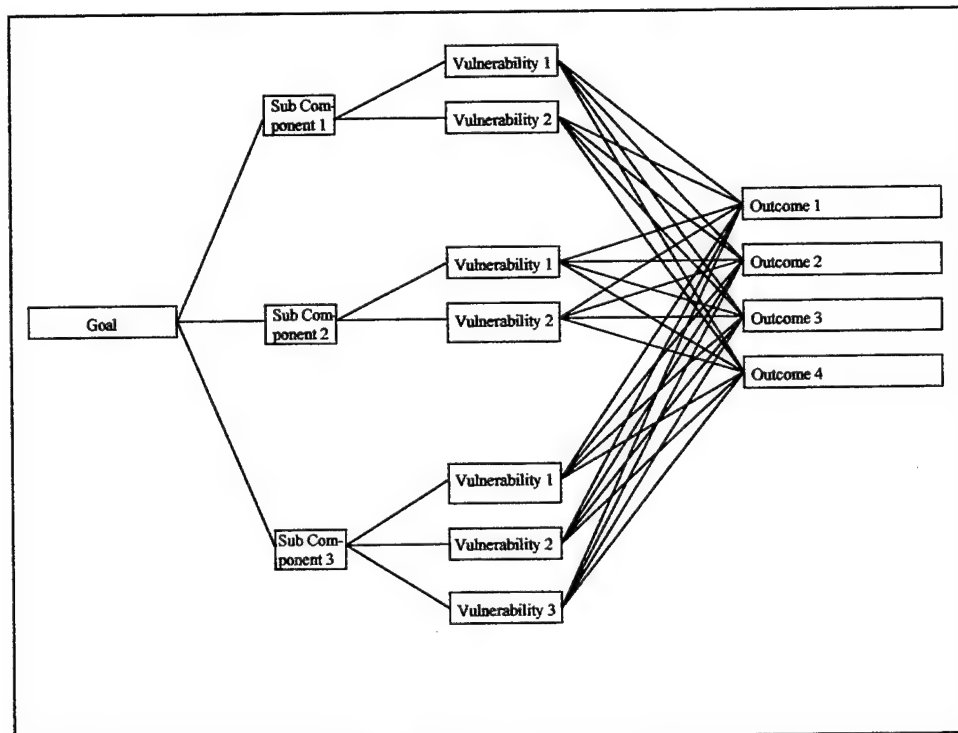 Vulnerability 1
Sub Com-
ponent 1
Vulnerability 2
Outcome 1
Vulnerability 1
Outcome 2
Goal
Sub Com-
ponent 2
Vulnerability 2
Outcome 3
Outcome 4
Vulnerability 1
Sub Com-
ponent 3
Vulnerability 2
Vulnerability 3